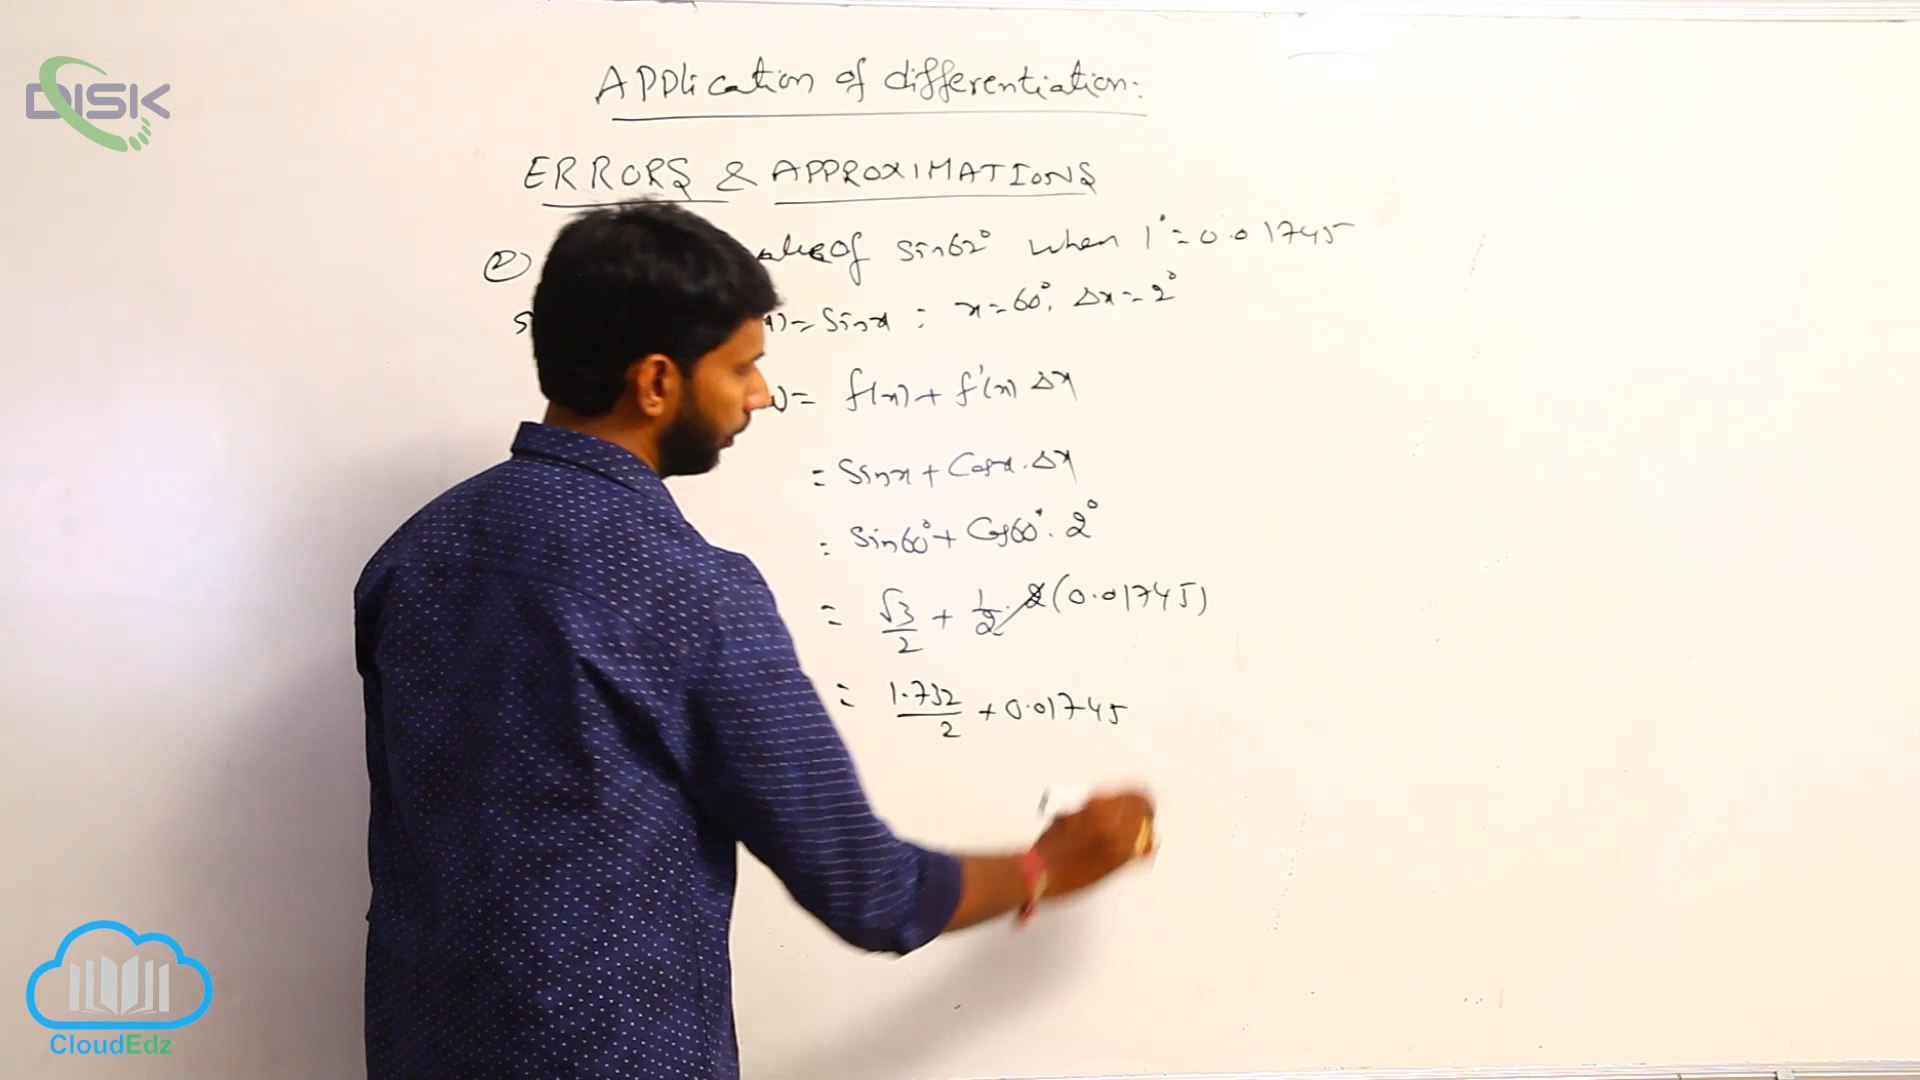 DISK
APPlication of differentiation:
ERRORS & APPROXIMATIONS
② of sin62° when 1° = 0.01745
= Sinx : x = 60°, Δx = 2°
= f(x) + f'(x) Δx
= Sinx + Cosx . Δx
= Sin60° + Cos60° . 2°
= √3/2 + 1/2 . 2 (0.01745)
= 1.732/2 + 0.01745
CloudEdz